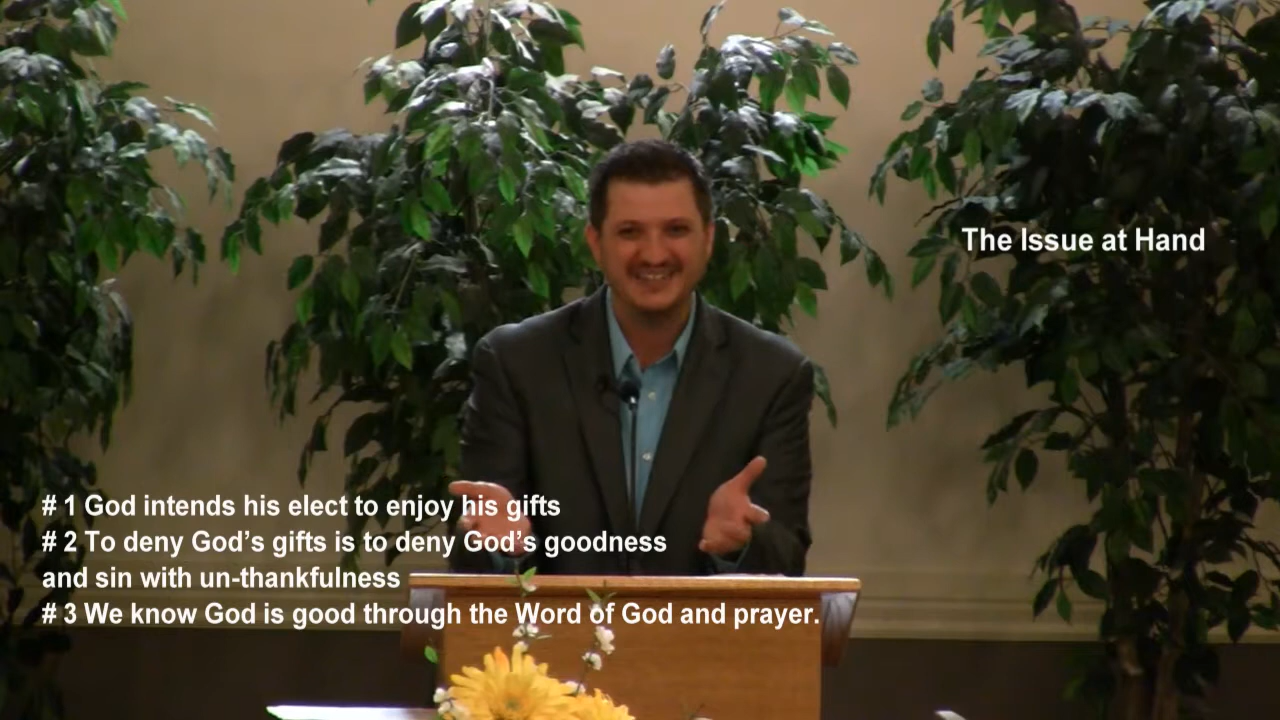 The Issue at Hand
# 1 God intends his elect to enjoy his gifts
# 2 To deny God’s gifts is to deny God’s goodness
and sin with un-thankfulness
# 3 We know God is good through the Word of God and prayer.